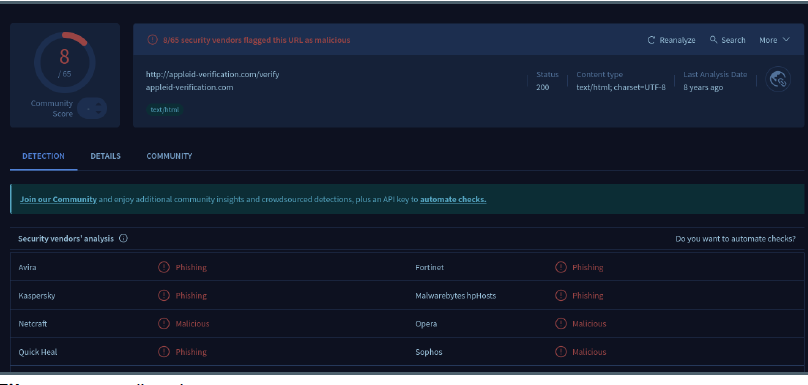 8
/ 65
Community
Score
8/65 security vendors flagged this URL as malicious
Reanalyze
Search
More
http://appleid-verification.com/verify
appleid-verification.com
text/html
Status
200
Content type
text/html; charset=UTF-8
Last Analysis Date
8 years ago
DETECTION
DETAILS
COMMUNITY
Join our Community and enjoy additional community insights and crowdsourced detections, plus an API key to automate checks.
Security vendors' analysis
Do you want to automate checks?
Avira
Phishing
Fortinet
Phishing
Kaspersky
Phishing
Malwarebytes hpHosts
Phishing
Netcraft
Malicious
Opera
Malicious
Quick Heal
Phishing
Sophos
Malicious